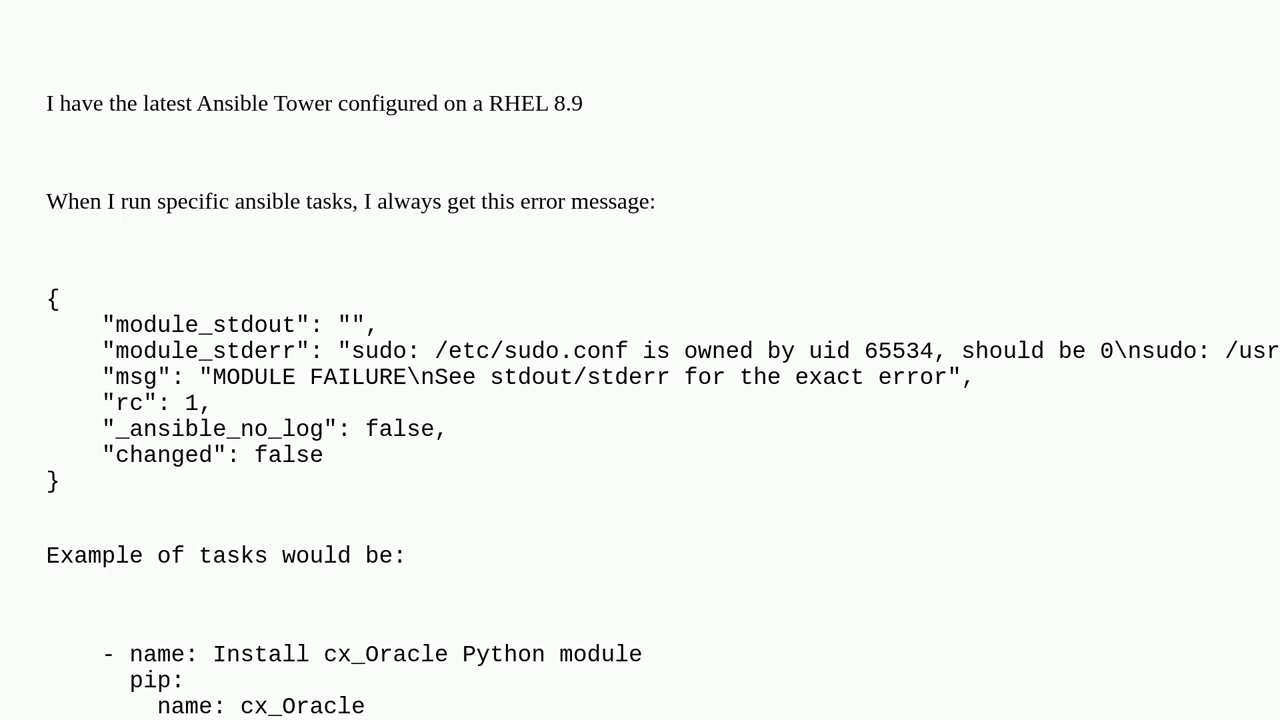 I have the latest Ansible Tower configured on a RHEL 8.9
When I run specific ansible tasks, I always get this error message:
{
    "module_stdout": "",
    "module_stderr": "sudo: /etc/sudo.conf is owned by uid 65534, should be 0\nsudo: /usr
    "msg": "MODULE FAILURE\nSee stdout/stderr for the exact error",
    "rc": 1,
    "_ansible_no_log": false,
    "changed": false
}
Example of tasks would be:
    - name: Install cx_Oracle Python module
      pip:
        name: cx_Oracle